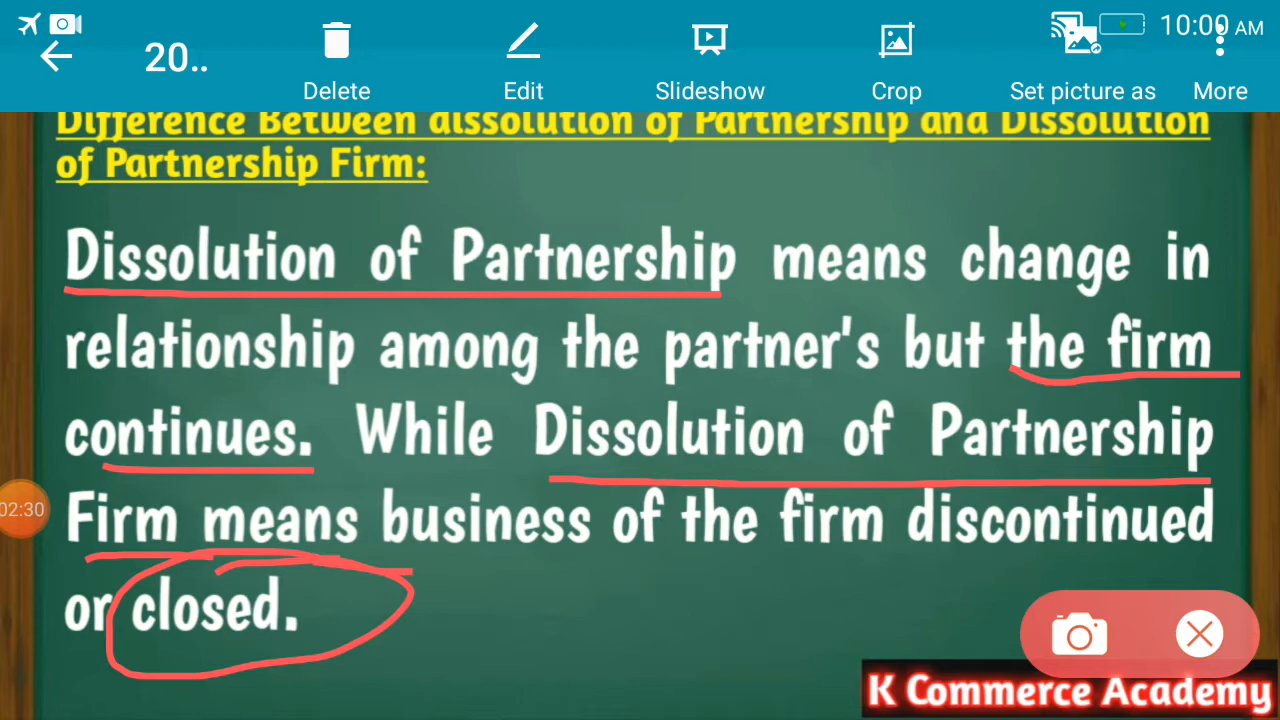 10:00 AM
20..
Delete
Edit
Slideshow
Crop
Set picture as
More
Difference Between dissolution of Partnership and Dissolution
of Partnership Firm:
Dissolution of Partnership means change in
relationship among the partner's but the firm
continues. While Dissolution of Partnership
Firm means business of the firm discontinued
or closed.
02:30
K Commerce Academy